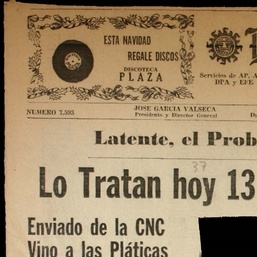 ESTA NAVIDAD
REGALE DISCOS
DISCOTECA
PLAZA
Servicios de AP, A
DPA y EFE
NUMERO 7,593
JOSE GARCIA VALSECA
Presidente y Director General
Latente, el Prob
37
Lo Tratan hoy 13
Enviado de la CNC
Vino a las Pláticas